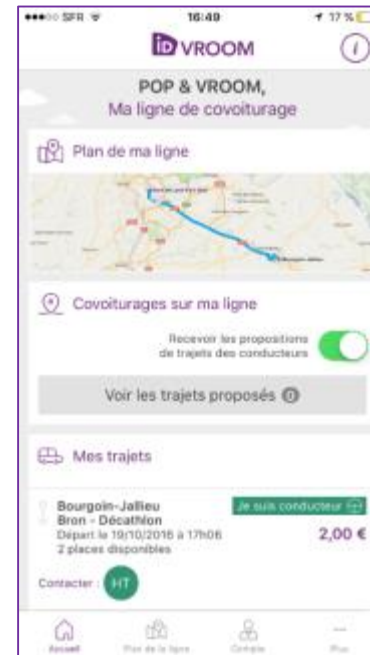 SFR 16:49 17 %
iD VROOM i
POP & VROOM,
Ma ligne de covoiturage
Plan de ma ligne
Covoiturages sur ma ligne
Recevoir les propositions
de trajets des conducteurs
Voir les trajets proposés 0
Mes trajets
Bourgoin-Jallieu Je suis conducteur
Bron - Décathlon
Départ le 19/10/2016 à 17h06 2,00 €
2 places disponibles
Contacter : HT
Accueil Plan de la ligne Compte Plus